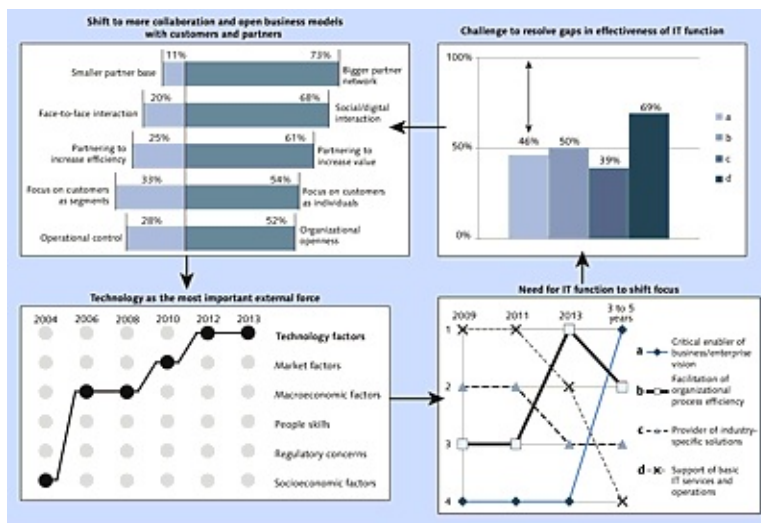 Shift to more collaboration and open business models
with customers and partners
11%
73%
Smaller partner base
Bigger partner
network
20%
68%
Face-to-face interaction
Social/digital
interaction
25%
61%
Partnering to
increase efficiency
Partnering to
increase value
33%
54%
Focus on customers
as segments
Focus on customers
as individuals
28%
52%
Operational control
Organizational
openness
Challenge to resolve gaps in effectiveness of IT function
100%
50%
0%
46%
50%
39%
69%
a
b
c
d
Technology as the most important external force
2004 2006 2008 2010 2012 2013
Technology factors
Market factors
Macroeconomic factors
People skills
Regulatory concerns
Socioeconomic factors
Need for IT function to shift focus
2009 2011 2013 3 to 5
years
1
2
3
4
a Critical enabler of
business/enterprise
vision
b Facilitation of
organizational
process efficiency
c Provider of industry-
specific solutions
d Support of basic
IT services and
operations